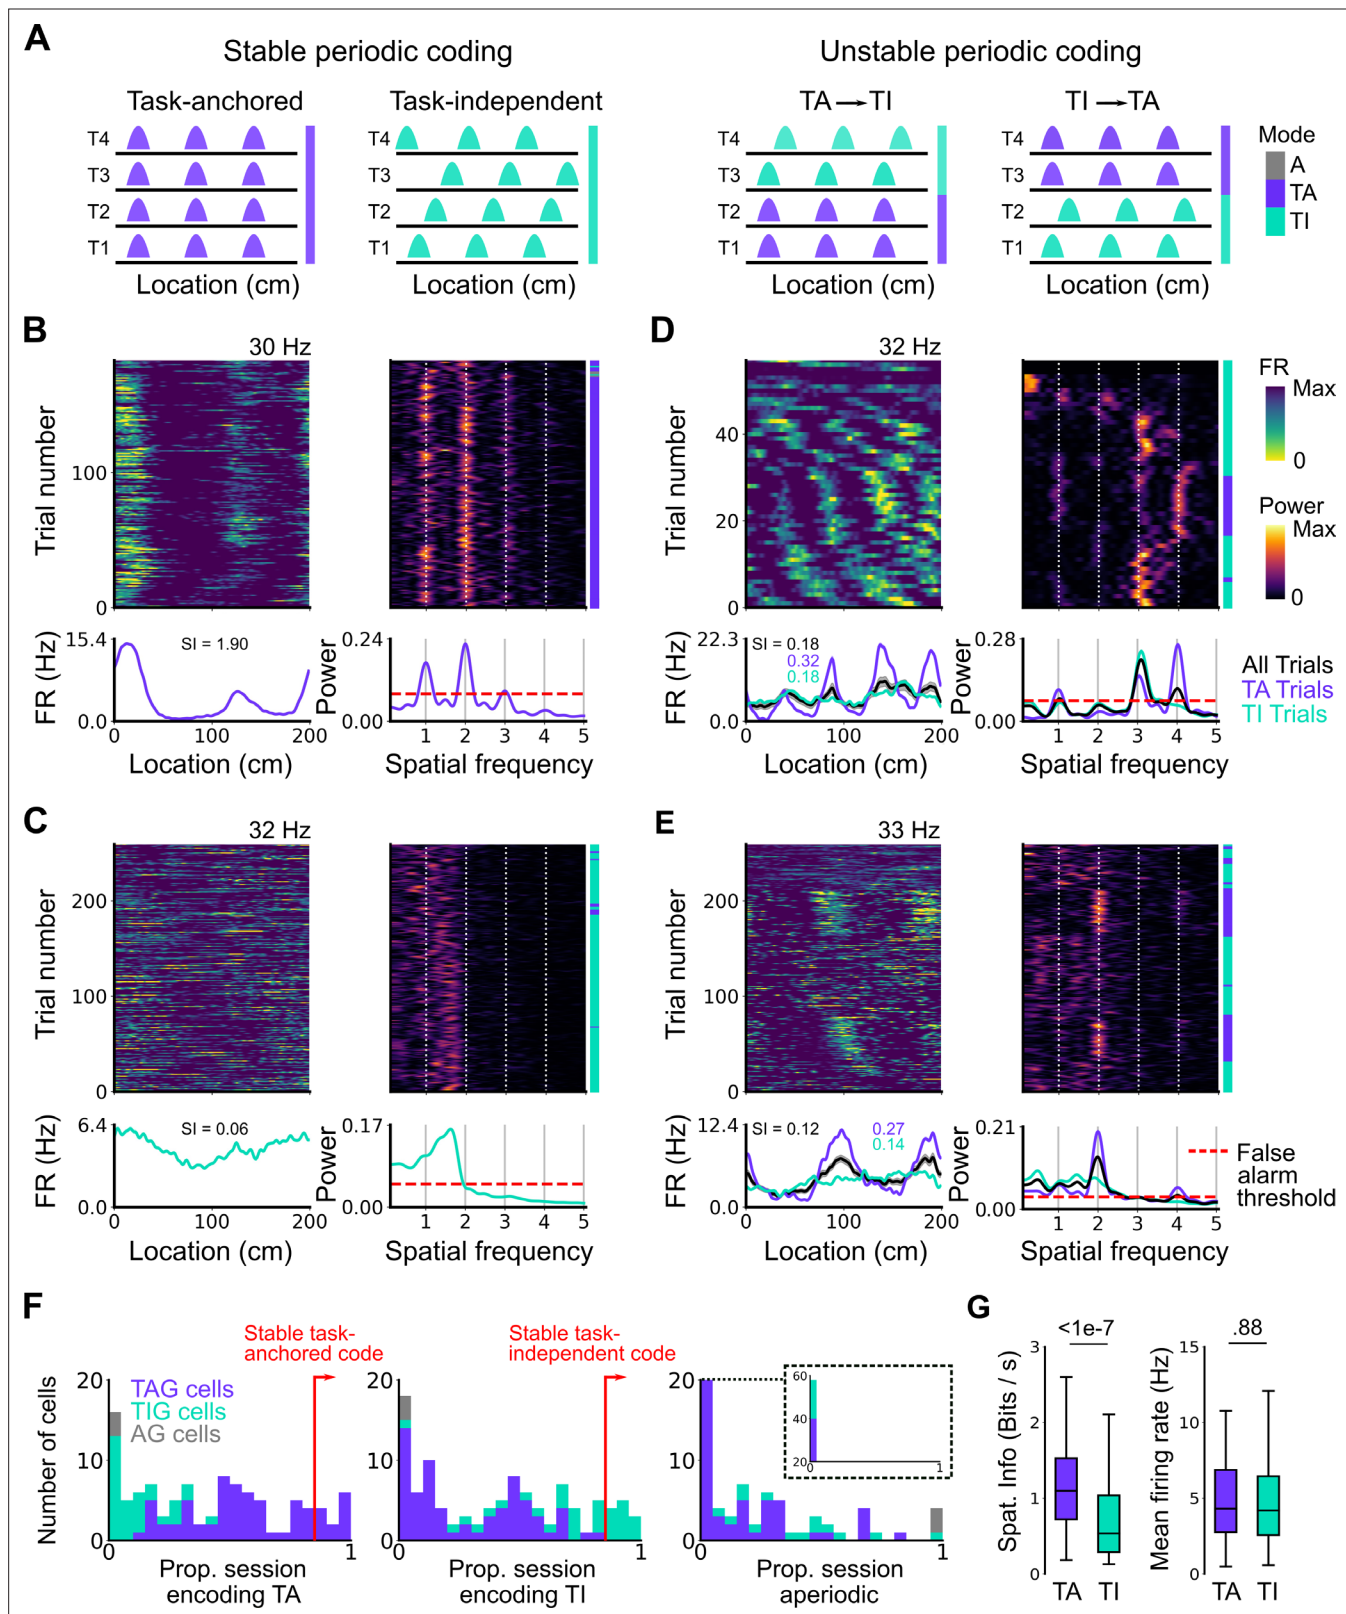 A
Stable periodic coding
Unstable periodic coding
Task-anchored
Task-independent
TA → TI
TI → TA
Mode
A
TA
TI
T4
T3
T2
T1
Location (cm)
T4
T3
T2
T1
Location (cm)
T4
T3
T2
T1
Location (cm)
T4
T3
T2
T1
Location (cm)
B
30 Hz
Trial number
100
0
0 100 200
FR (Hz)
15.4
0.0
SI = 1.90
0 100 200
Location (cm)
Power
0.24
0.00
1 2 3 4 5
Spatial frequency
D
32 Hz
Trial number
40
20
0
0 100 200
FR
Max
0
Power
Max
0
FR (Hz)
22.3
0.0
SI = 0.18
0.32
0.18
0 100 200
Location (cm)
Power
0.28
0.00
1 2 3 4 5
Spatial frequency
All Trials
TA Trials
TI Trials
C
32 Hz
Trial number
200
100
0
FR (Hz)
6.4
0.0
SI = 0.06
0 100 200
Location (cm)
Power
0.17
0.00
1 2 3 4 5
Spatial frequency
E
33 Hz
Trial number
200
100
0
FR (Hz)
12.4
0.0
SI = 0.12
0.27
0.14
0 100 200
Location (cm)
Power
0.21
0.00
1 2 3 4 5
Spatial frequency
False
alarm
threshold
F
Stable task-
anchored code
Stable task-
independent code
Number of cells
20
10
0
TAG cells
TIG cells
AG cells
0 1
Prop. session
encoding TA
20
10
0
0 1
Prop. session
encoding TI
20
10
0
60
40
20
0 1
0 1
Prop. session
aperiodic
G
<1e-7
Spat. Info (Bits / s)
3
2
1
0
TA TI
.88
Mean firing rate (Hz)
15
10
5
0
TA TI